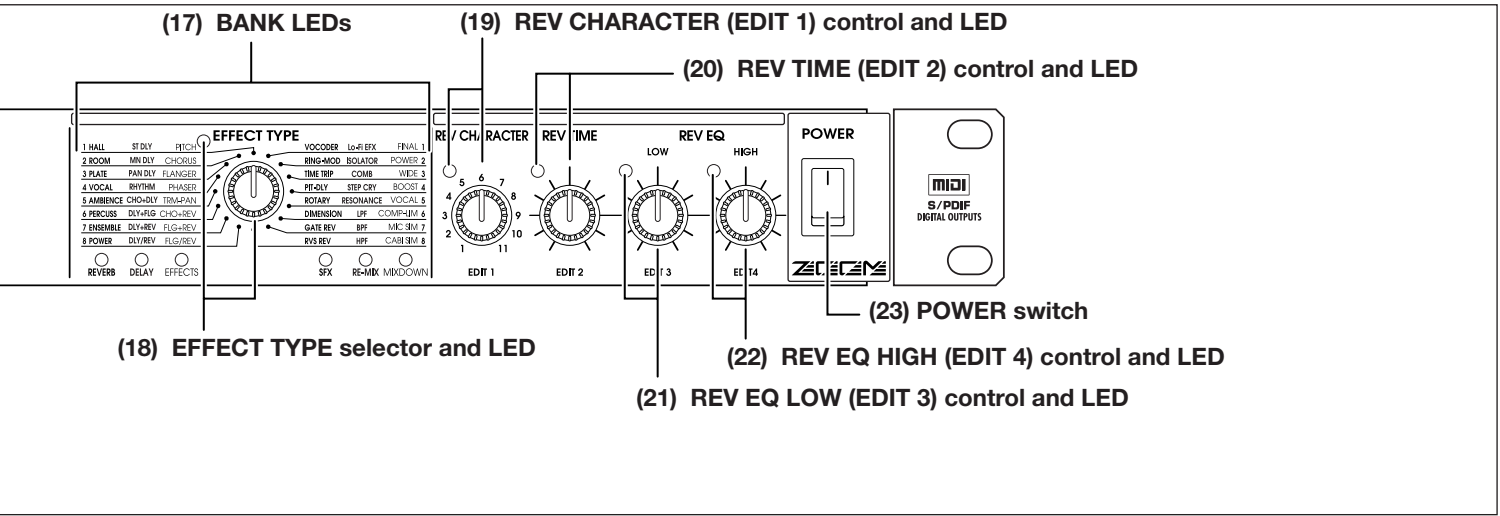 (17) BANK LEDs
(19) REV CHARACTER (EDIT 1) control and LED
(20) REV TIME (EDIT 2) control and LED
EFFECT TYPE
1 HALL ST DLY PITCH
2 ROOM MN DLY CHORUS
3 PLATE PAN DLY FLANGER
4 VOCAL RHYTHM PHASER
5 AMBIENCE CHO+DLY TRM•PAN
6 PERCUSS DLY+FLG CHO+REV
7 ENSEMBLE DLY+REV FLG+REV
8 POWER DLY/REV FLG/REV
REVERB DELAY EFFECTS
VOCODER Lo•Fi EFX FINAL 1
RING•MOD ISOLATOR POWER 2
TIME TRIP COMB WIDE 3
PIT•DLY STEP CRY BOOST 4
ROTARY RESONANCE VOCAL 5
DIMENSION LPF COMP•LIM 6
GATE REV BPF MIC SIM 7
RVS REV HPF CABI SIM 8
SFX RE•MIX MIXDOWN
REV CHARACTER
1 2 3 4 5 6 7 8 9 10 11
EDIT 1
REV TIME
EDIT 2
REV EQ
LOW HIGH
EDIT 3 EDIT4
POWER
ZOOM
MIDI
S/PDIF
DIGITAL OUTPUTS
(23) POWER switch
(18) EFFECT TYPE selector and LED
(22) REV EQ HIGH (EDIT 4) control and LED
(21) REV EQ LOW (EDIT 3) control and LED